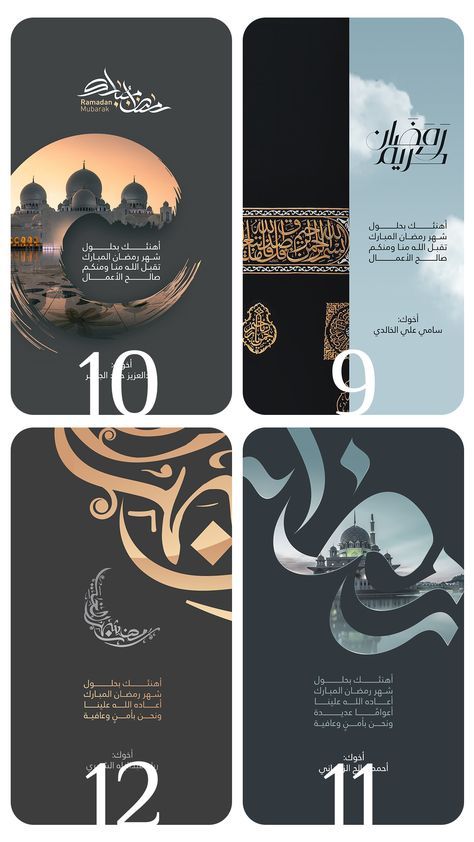 رمضان كريم
أهنئك بحلول
شهر رمضان المبارك
تقبل الله منا ومنكم
صالح الأعمال
أخوك:
سامي علي الخالدي
9
رمضان مبارك
Ramadan
Mubarak
أهنئك بحلول
شهر رمضان المبارك
تقبل الله منا ومنكم
صالح الأعمال
أخوك:
10
أهنئك بحلول
شهر رمضان المبارك
أعاده الله علينا
أعوامًا عديدة
ونحن بأمنٍ وعافية
أخوك:
11
أهنئك بحلول
شهر رمضان المبارك
أعاده الله علينا
ونحن بأمنٍ وعافية
أخوك:
12